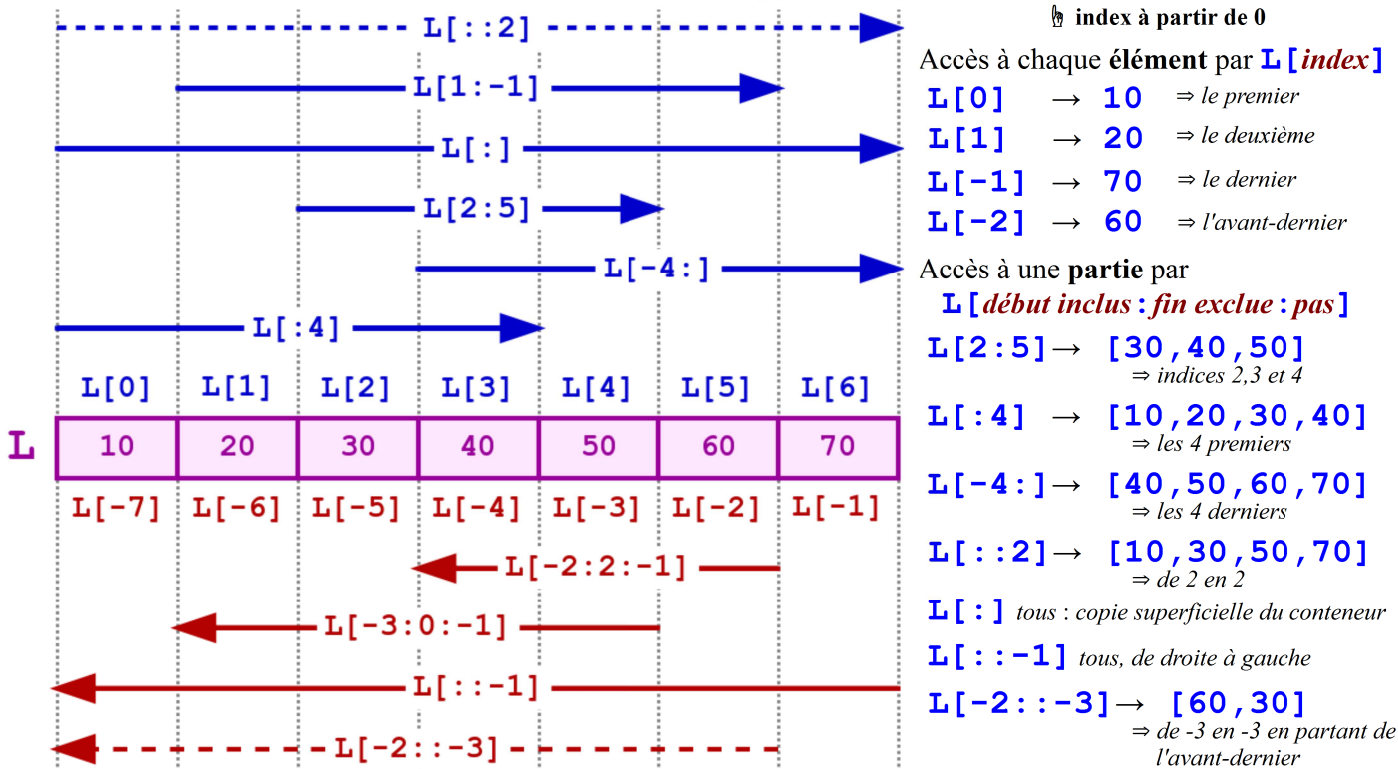 L[::2]
L[1:-1]
L[:]
L[2:5]
L[-4:]
L[:4]
L[0] L[1] L[2] L[3] L[4] L[5] L[6]
L 10 20 30 40 50 60 70
L[-7] L[-6] L[-5] L[-4] L[-3] L[-2] L[-1]
L[-2:2:-1]
L[-3:0:-1]
L[::-1]
L[-2::-3]
☝ index à partir de 0
Accès à chaque élément par L[index]
L[0] → 10 ⇒ le premier
L[1] → 20 ⇒ le deuxième
L[-1] → 70 ⇒ le dernier
L[-2] → 60 ⇒ l'avant-dernier
Accès à une partie par
L[début inclus:fin exclue:pas]
L[2:5]→ [30,40,50]
⇒ indices 2,3 et 4
L[:4] → [10,20,30,40]
⇒ les 4 premiers
L[-4:]→ [40,50,60,70]
⇒ les 4 derniers
L[::2]→ [10,30,50,70]
⇒ de 2 en 2
L[:] tous : copie superficielle du conteneur
L[::-1] tous, de droite à gauche
L[-2::-3]→ [60,30]
⇒ de -3 en -3 en partant de
l'avant-dernier